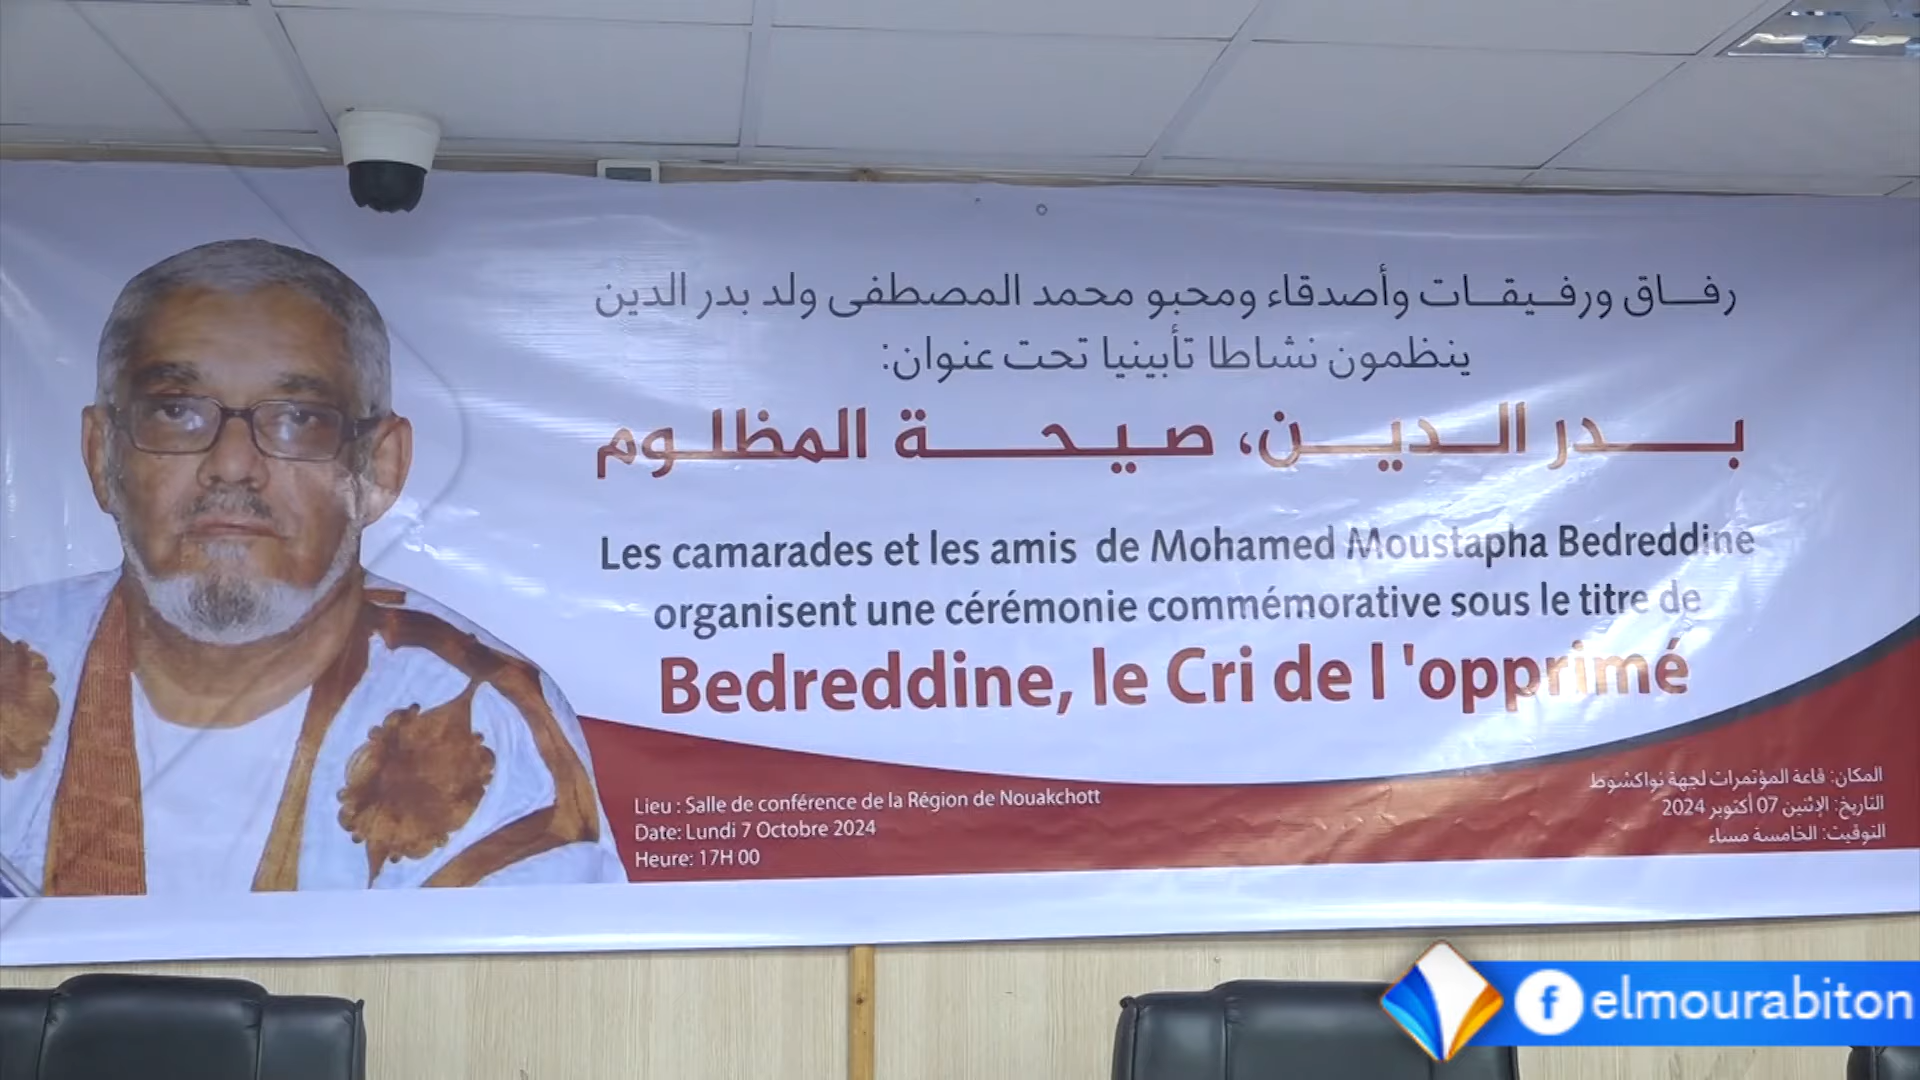 رفاق ورفيقات وأصدقاء ومحبو محمد المصطفى ولد بدر الدين
ينظمون نشاطا تأبينيا تحت عنوان:
بدر الدين، صيحة المظلوم
Les camarades et les amis de Mohamed Moustapha Bedreddine
organisent une cérémonie commémorative sous le titre de
Bedreddine, le Cri de l 'opprimé
Lieu : Salle de conférence de la Région de Nouakchott
Date: Lundi 7 Octobre 2024
Heure: 17H 00
المكان: قاعة المؤتمرات لجهة نواكشوط
التاريخ: الإثنين 07 أكتوبر 2024
التوقيت: الخامسة مساء
elmourabiton